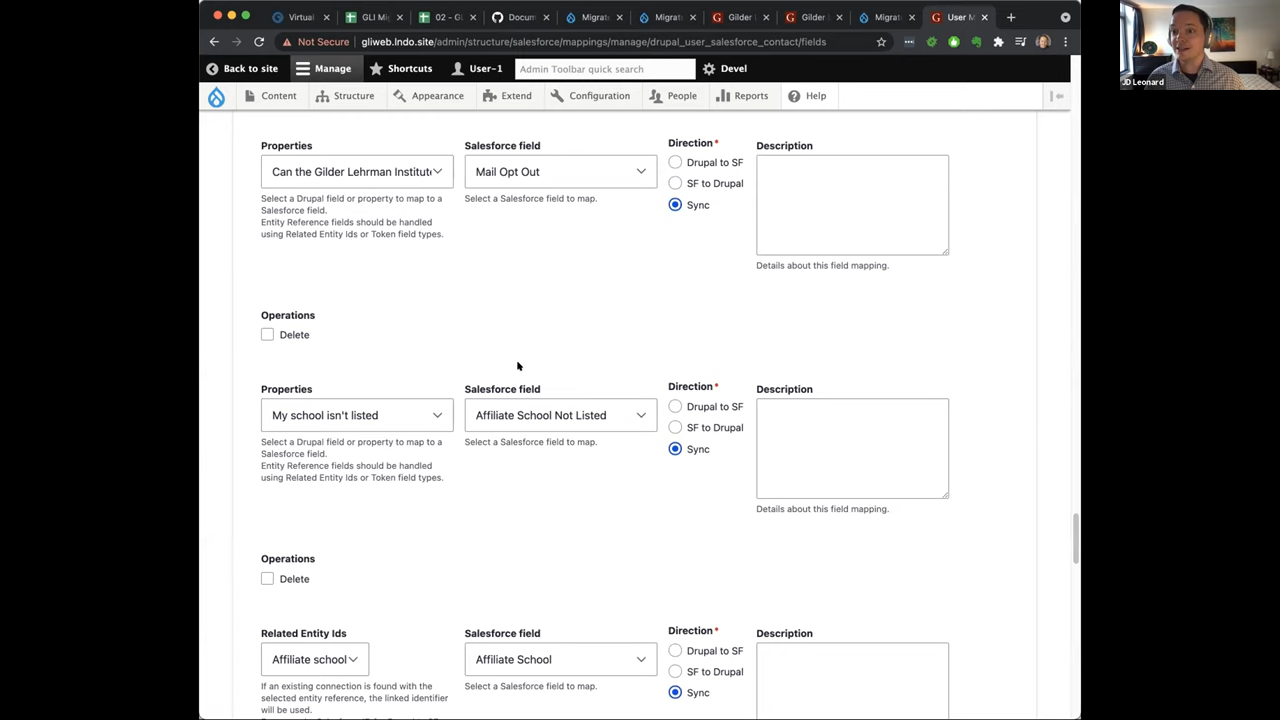 Virtual
GLI Mi
02 - G
Docum
Migrat
Migrat
Gilder
Gilder
Migrat
User M
Not Secure gliweb.lndo.site/admin/structure/salesforce/mappings/manage/drupal_user_salesforce_contact/fields
Back to site Manage Shortcuts User-1 Admin Toolbar quick search Devel
Content Structure Appearance Extend Configuration People Reports Help
JD Leonard
Properties Salesforce field Direction* Description
Can the Gilder Lehrman Institut Mail Opt Out
Drupal to SF
SF to Drupal
Sync
Select a Drupal field or property to map to a
Salesforce field.
Entity Reference fields should be handled
using Related Entity Ids or Token field types.
Select a Salesforce field to map.
Details about this field mapping.
Operations
Delete
Properties Salesforce field Direction* Description
My school isn't listed Affiliate School Not Listed
Drupal to SF
SF to Drupal
Sync
Select a Drupal field or property to map to a
Salesforce field.
Entity Reference fields should be handled
using Related Entity Ids or Token field types.
Select a Salesforce field to map.
Details about this field mapping.
Operations
Delete
Related Entity Ids Salesforce field Direction* Description
Affiliate school Affiliate School
Drupal to SF
SF to Drupal
Sync
If an existing connection is found with the
selected entity reference, the linked identifier
will be used.
Select a Salesforce field to map.